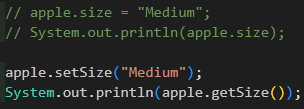 // apple.size = "Medium";
// System.out.println(apple.size);
apple.setSize("Medium");
System.out.println(apple.getSize());